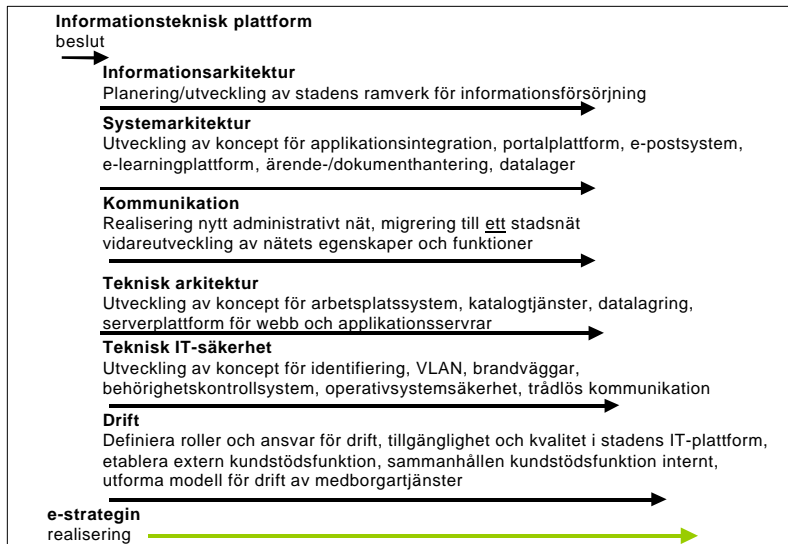 Informationsteknisk plattform
beslut
Informationsarkitektur
Planering/utveckling av stadens ramverk för informationsförsörjning
Systemarkitektur
Utveckling av koncept för applikationsintegration, portalplattform, e-postsystem,
e-learningplattform, ärende-/dokumenthantering, datalager
Kommunikation
Realisering nytt administrativt nät, migrering till ett stadsnät
vidareutveckling av nätets egenskaper och funktioner
Teknisk arkitektur
Utveckling av koncept för arbetsplatssystem, katalogtjänster, datalagring,
serverplattform för webb och applikationsservrar
Teknisk IT-säkerhet
Utveckling av koncept för identifiering, VLAN, brandväggar,
behörighetskontrollsystem, operativsystemsäkerhet, trådlös kommunikation
Drift
Definiera roller och ansvar för drift, tillgänglighet och kvalitet i stadens IT-plattform,
etablera extern kundstödsfunktion, sammanhållen kundstödsfunktion internt,
utforma modell för drift av medborgartjänster
e-strategin
realisering